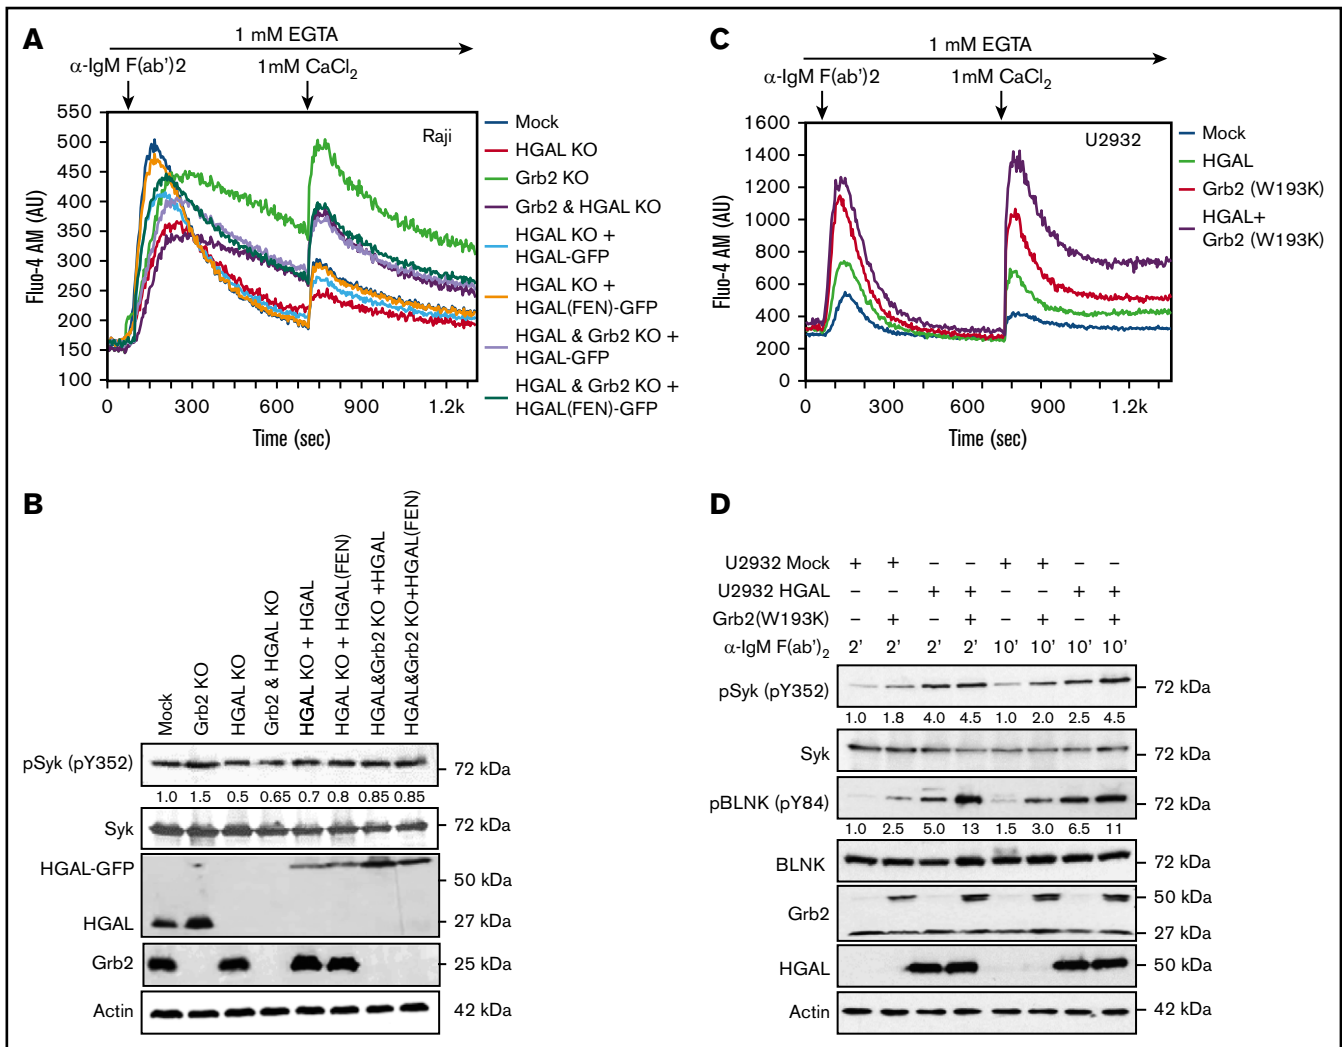 A
1 mM EGTA
α-IgM F(ab')2
1mM CaCl2
550
500
450
400
350
300
250
200
150
100
Fluo-4 AM (AU)
Raji
0
300
600
900
1.2k
Time (sec)
Mock
HGAL KO
Grb2 KO
Grb2 & HGAL KO
HGAL KO +
HGAL-GFP
HGAL KO +
HGAL(FEN)-GFP
HGAL & Grb2 KO +
HGAL-GFP
HGAL & Grb2 KO +
HGAL(FEN)-GFP
C
1 mM EGTA
α-IgM F(ab')2
1mM CaCl2
1600
1400
1200
1000
800
600
400
200
0
Fluo-4 AM (AU)
U2932
0
300
600
900
1.2k
Time (sec)
Mock
HGAL
Grb2 (W193K)
HGAL+
Grb2 (W193K)
B
Mock
Grb2 KO
HGAL KO
Grb2 & HGAL KO
HGAL KO + HGAL
HGAL KO + HGAL(FEN)
HGAL&Grb2 KO +HGAL
HGAL&Grb2 KO+HGAL(FEN)
pSyk (pY352)
72 kDa
1.0 1.5 0.5 0.65 0.7 0.8 0.85 0.85
Syk
72 kDa
HGAL-GFP
50 kDa
HGAL
27 kDa
Grb2
25 kDa
Actin
42 kDa
D
U2932 Mock + + – – + + – –
U2932 HGAL – – + + – – + +
Grb2(W193K) – + – + – + – +
α-IgM F(ab')2 2' 2' 2' 2' 10' 10' 10' 10'
pSyk (pY352)
72 kDa
1.0 1.8 4.0 4.5 1.0 2.0 2.5 4.5
Syk
72 kDa
pBLNK (pY84)
72 kDa
1.0 2.5 5.0 13 1.5 3.0 6.5 11
BLNK
72 kDa
Grb2
50 kDa
27 kDa
HGAL
50 kDa
Actin
42 kDa